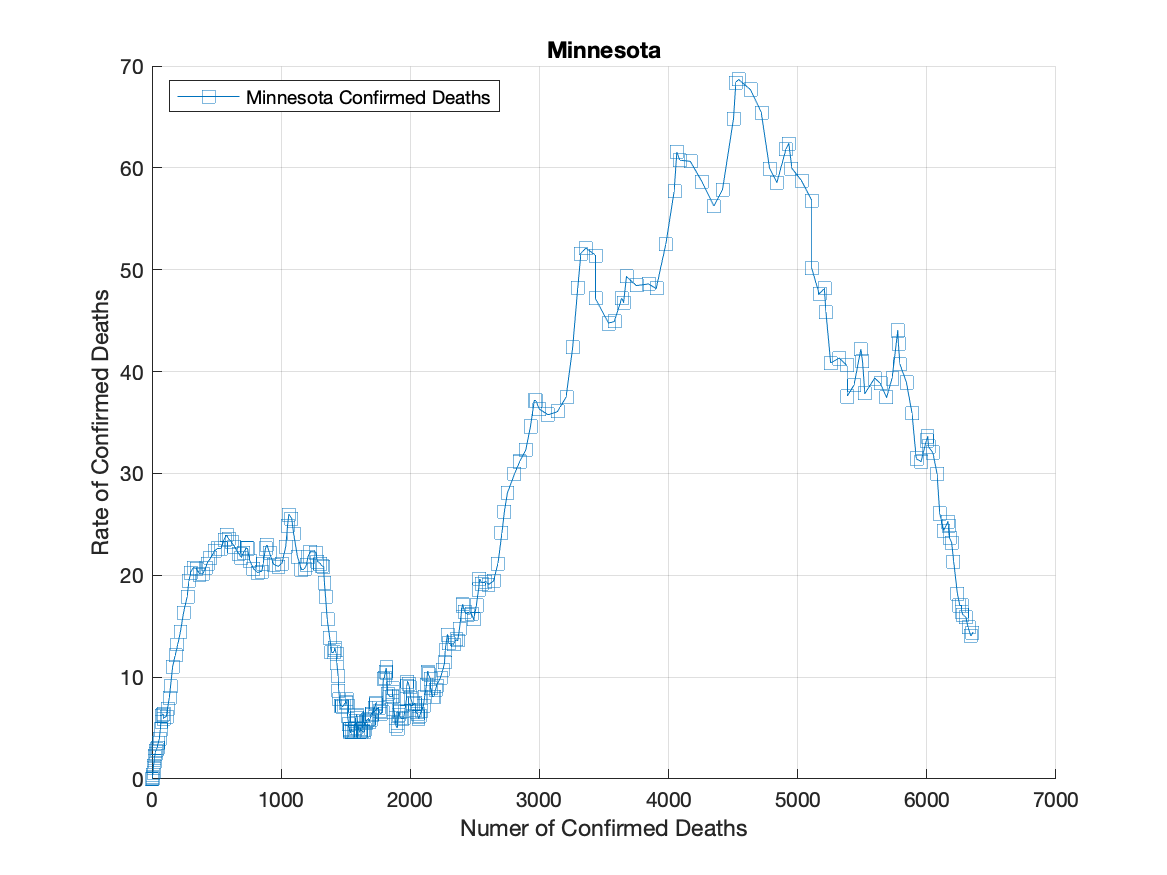 Minnesota
Minnesota Confirmed Deaths
Rate of Confirmed Deaths
70
60
50
40
30
20
10
0
0 1000 2000 3000 4000 5000 6000 7000
Numer of Confirmed Deaths